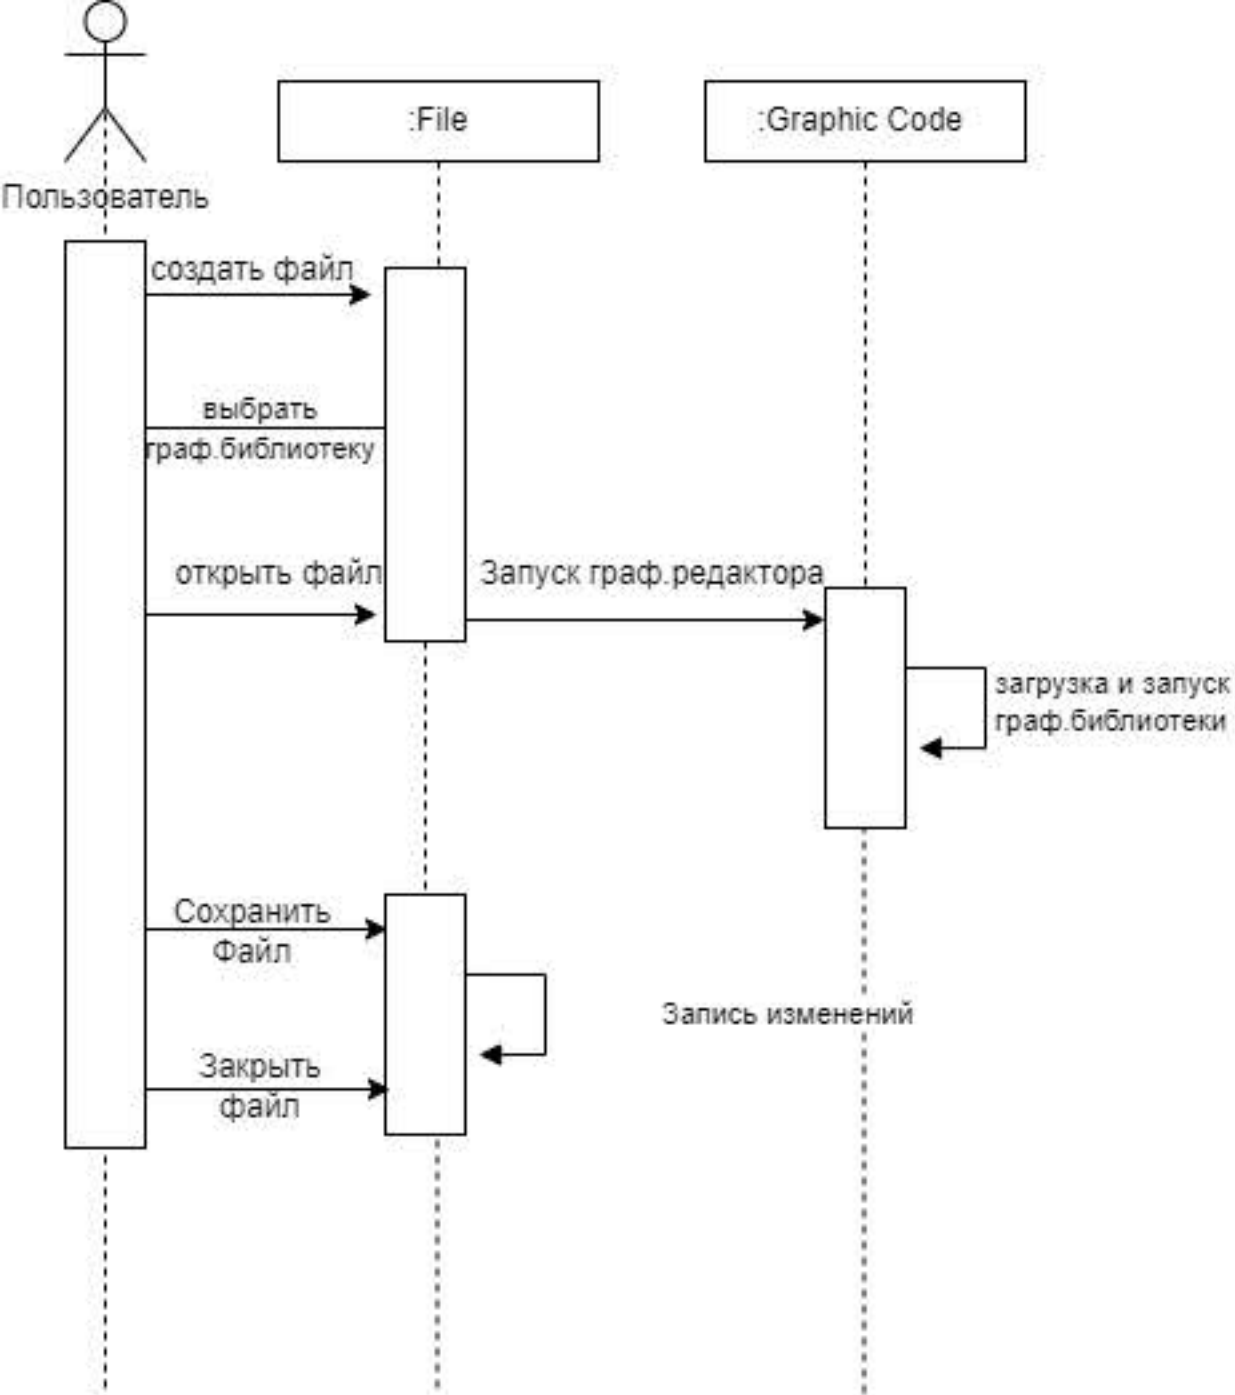 :File
:Graphic Code
Пользователь
создать файл
выбрать
граф.библиотеку
открыть файл
Запуск граф.редактора
загрузка и запуск
граф.библиотеки
Сохранить
Файл
Запись изменений
Закрыть
файл